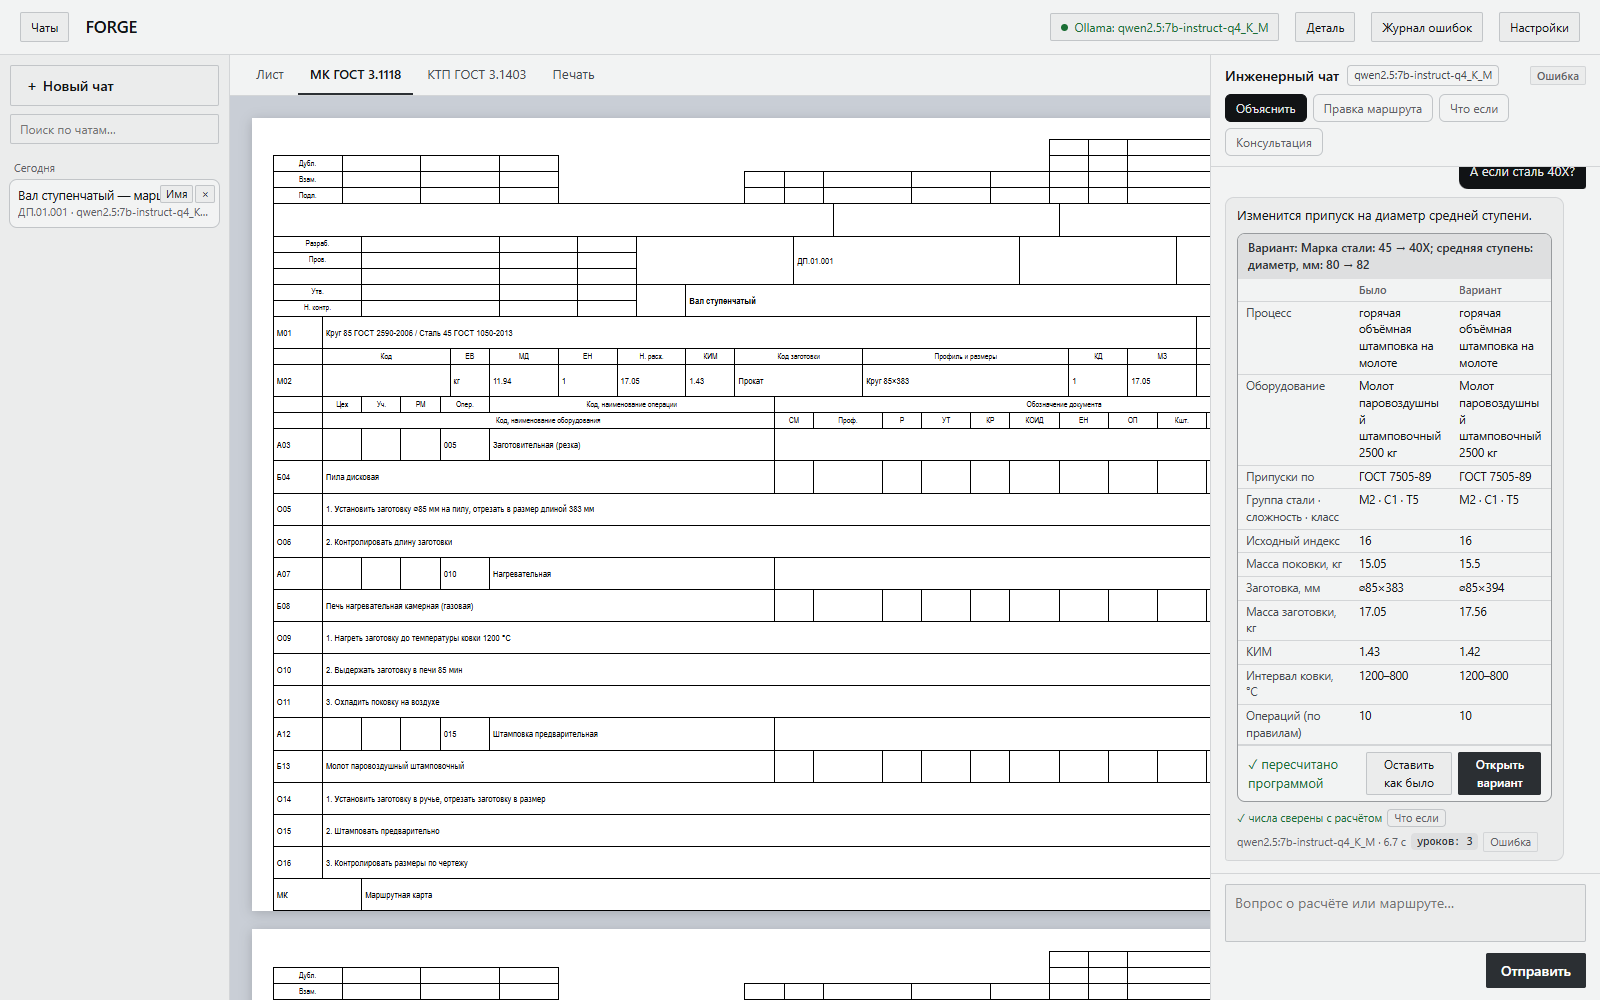 Чаты
FORGE
Ollama: qwen2.5:7b-instruct-q4_K_M
Деталь
Журнал ошибок
Настройки
+ Новый чат
Поиск по чатам...
Сегодня
Вал ступенчатый — марш
Имя
×
ДП.01.001 · qwen2.5:7b-instruct-q4_K...
Лист
МК ГОСТ 3.1118
КТП ГОСТ 3.1403
Печать
Дубл.
Взам.
Подл.
Разраб.
Пров.
ДП.01.001
Утв.
Н. контр.
Вал ступенчатый
М01
Круг 85 ГОСТ 2590-2006 / Сталь 45 ГОСТ 1050-2013
Код
ЕВ
МД
ЕН
Н. расх.
КИМ
Код заготовки
Профиль и размеры
КД
МЗ
М02
кг
11.94
1
17.05
1.43
Прокат
Круг 85×383
1
17.05
Цех
Уч.
РМ
Опер.
Код, наименование операции
Обозначение документа
Код, наименование оборудования
СМ
Проф.
Р
УТ
КР
КОИД
ЕН
ОП
Кшт.
А03
005
Заготовительная (резка)
Б04
Пила дисковая
О05
1. Установить заготовку ⌀85 мм на пилу, отрезать в размер длиной 383 мм
О06
2. Контролировать длину заготовки
А07
010
Нагревательная
Б08
Печь нагревательная камерная (газовая)
О09
1. Нагреть заготовку до температуры ковки 1200 °С
О10
2. Выдержать заготовку в печи 85 мин
О11
3. Охладить поковку на воздухе
А12
015
Штамповка предварительная
Б13
Молот паровоздушный штамповочный
О14
1. Установить заготовку в ручье, отрезать заготовку в размер
О15
2. Штамповать предварительно
О16
3. Контролировать размеры по чертежу
МК
Маршрутная карта
Дубл.
Взам.
Инженерный чат
qwen2.5:7b-instruct-q4_K_M
Ошибка
Объяснить
Правка маршрута
Что если
Консультация
А если сталь 40Х?
Изменится припуск на диаметр средней ступени.
Вариант: Марка стали: 45 → 40Х; средняя ступень:
диаметр, мм: 80 → 82
Было
Вариант
Процесс
горячая
объёмная
штамповка на
молоте
горячая
объёмная
штамповка на
молоте
Оборудование
Молот
паровоздушны
й
штамповочный
2500 кг
Молот
паровоздушны
й
штамповочный
2500 кг
Припуски по
ГОСТ 7505-89
ГОСТ 7505-89
Группа стали ·
сложность · класс
М2 · С1 · Т5
М2 · С1 · Т5
Исходный индекс
16
16
Масса поковки, кг
15.05
15.5
Заготовка, мм
⌀85×383
⌀85×394
Масса заготовки,
кг
17.05
17.56
КИМ
1.43
1.42
Интервал ковки,
°С
1200–800
1200–800
Операций (по
правилам)
10
10
✓ пересчитано
программой
Оставить
как было
Открыть
вариант
✓ числа сверены с расчётом
Что если
qwen2.5:7b-instruct-q4_K_M · 6.7 с
уроков: 3
Ошибка
Вопрос о расчёте или маршруте...
Отправить